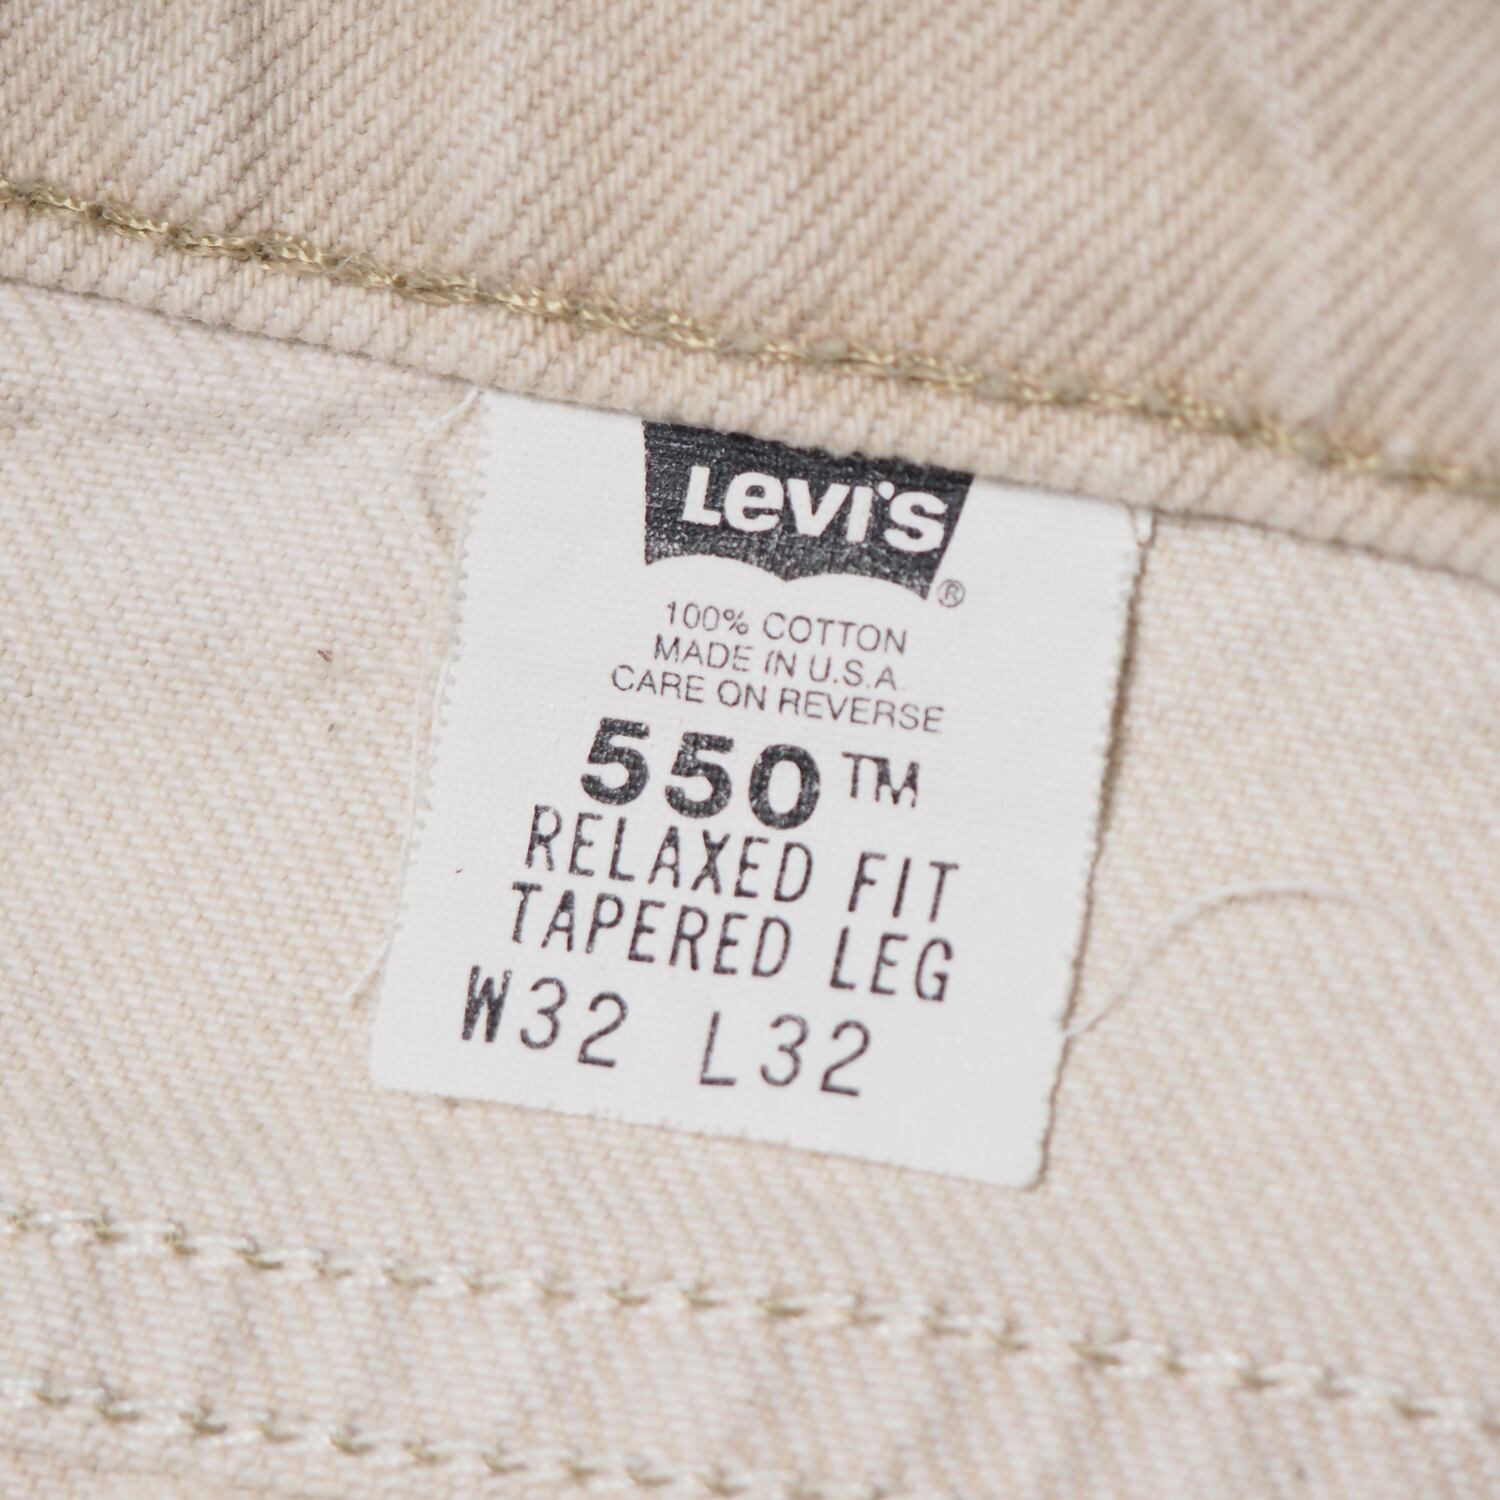 Levi's
®
100% COTTON
MADE IN U.S.A.
CARE ON REVERSE
550™
RELAXED FIT
TAPERED LEG
W32 L32